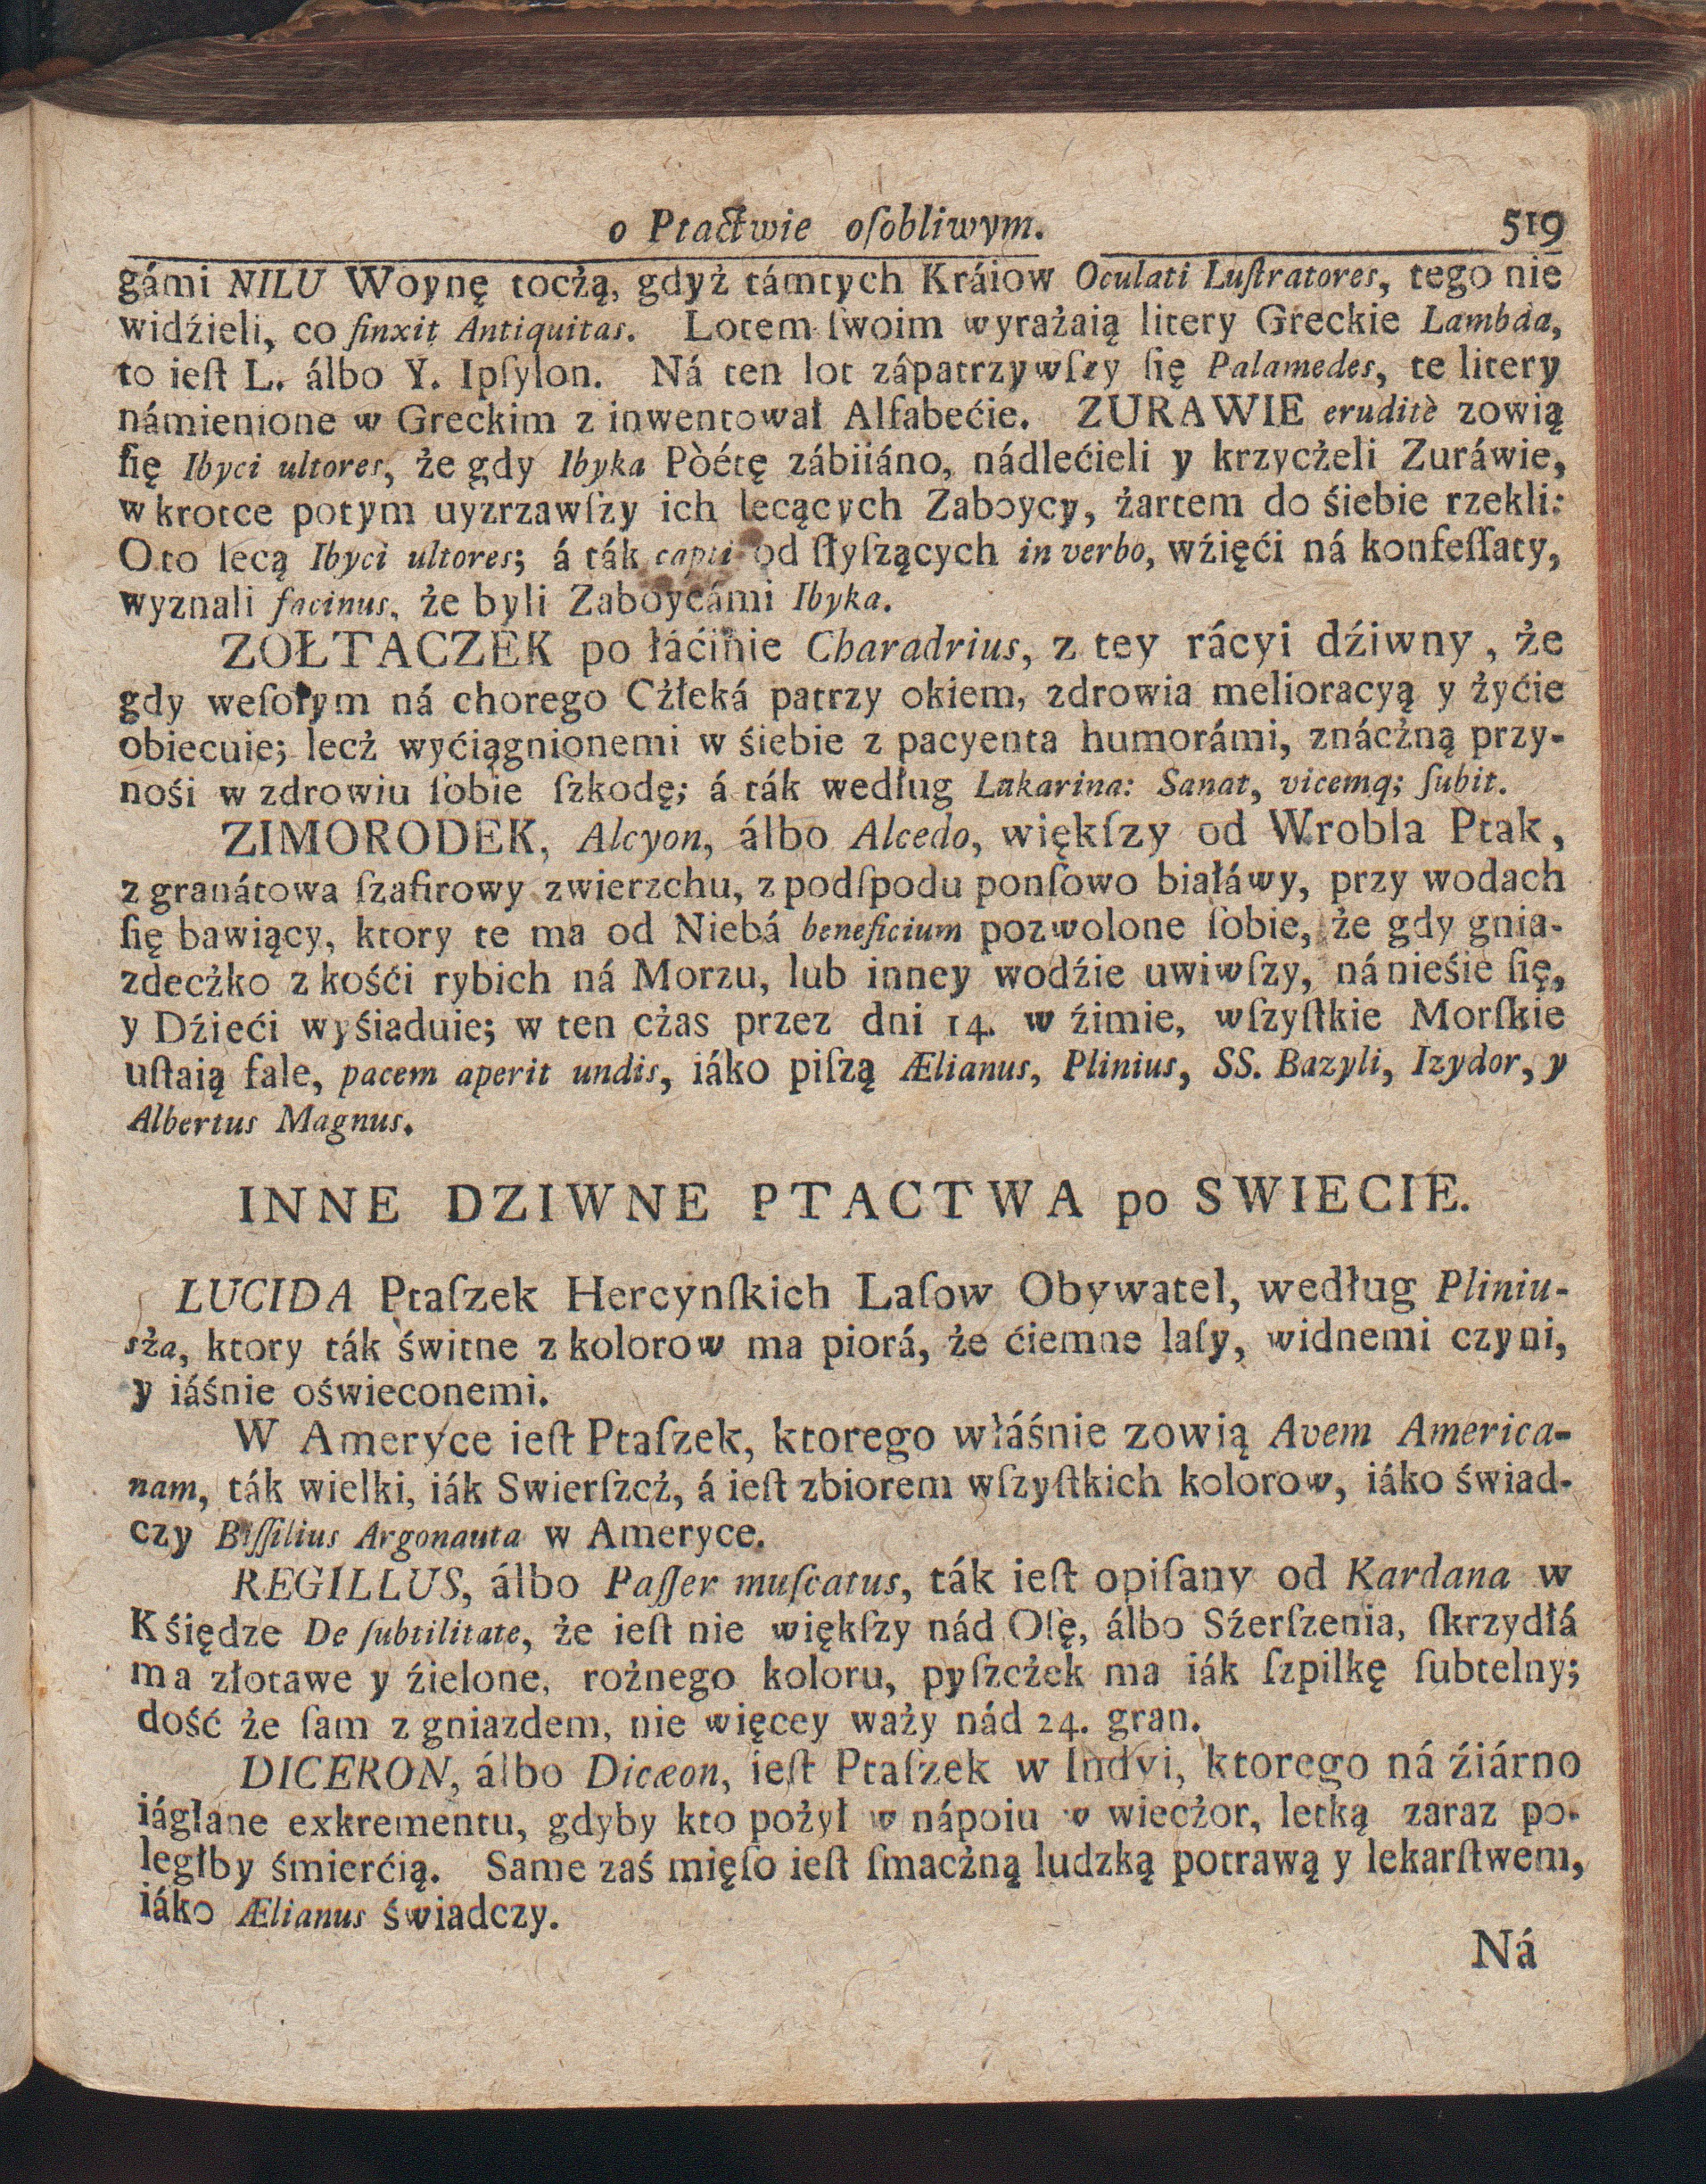 o Ptactwie oſobliwym. 519
gámi NILU Woynę toczą, gdyż támtych Kráiow Oculati Luſtratores, tego nie
widźieli, co finxit Antiquitas. Lotem ſwoim wyrażaią litery Greckie Lambda,
to ieſt L. álbo Y. Ipſylon. Ná ten lot zápatrzywſzy ſię Palamedes, te litery
námienione w Greckim z inwentował Alfabećie. ZURAWIE eruditè zowią
ſię Ibyci ultores, że gdy Ibyka Pòétę zábiiáno, nádlećieli y krzycżeli Zuráwie,
w krotce potym uyzrzawſzy ich lecących Zaboycy, żartem do śiebie rzekli:
Oto lecą Ibyci ultores; á ták capti od ſłyſzących in verbo, wźięći ná konfeſſaty,
wyznali facinus, że byli Zaboycámi Ibyka.
ZOŁTACZEK po łáćinie Charadrius, z tey rácyi dźiwny, że
gdy weſołym ná chorego Cżłeká patrzy okiem, zdrowia melioracyą y żyćie
obiecuie; lecż wyćiągnionemi w śiebie z pacyenta humorámi, znácżną przy-
nośi w zdrowiu ſobie ſzkodę; á ták według Lakarina: Sanat, vicemq; ſubit.
ZIMORODEK, Alcyon, álbo Alcedo, więkſzy od Wrobla Ptak,
z granátowa ſzafirowy zwierzchu, z podſpodu ponſowo białáwy, przy wodach
ſię bawiący, ktory te ma od Niebá beneficium pozwolone ſobie, że gdy gnia-
zdecżko z kośći rybich ná Morzu, lub inney wodźie uwiwſzy, ná nieśie ſię,
y Dźieći wyśiaduie; w ten cżas przez dni 14. w źimie, wſzyſtkie Morſkie
uſtaią fale, pacem aperit undis, iáko piſzą Ælianus, Plinius, SS. Bazyli, Izydor, y
Albertus Magnus.
INNE DZIWNE PTACTWA po SWIECIE.
LUCIDA Ptaſzek Hercynſkich Laſow Obywatel, według Pliniu-
sża, ktory ták świtne z kolorow ma piorá, że ćiemne laſy, widnemi czyni,
y iáśnie oświeconemi.
W Ameryce ieſt Ptaſzek, ktorego właśnie zowią Avem America-
nam, ták wielki, iák Swierſzcż, á ieſt zbiorem wſzyſtkich kolorow, iáko świad-
czy Biſſilius Argonauta w Ameryce.
REGILLUS, álbo Paſſer muſcatus, ták ieſt opiſany od Kardana w
Kśiędze De ſubtilitate, że ieſt nie więkſzy nád Oſę, álbo Sźerſzenia, ſkrzydłá
ma złotawe y źielone, rożnego koloru, pyſzcżek ma iák ſzpilkę ſubtelny;
dość że ſam z gniazdem, nie więcey waży nád 24. gran.
DICERON, álbo Dicæon, ieſt Ptaſzek w Indyi, ktorego ná źiárno
iágłane exkrementu, gdyby kto pożył w nápoiu w wiecżor, letką zaraz po-
ległby śmierćią. Same zaś mięſo ieſt ſmacżną ludzką potrawą y lekarſtwem,
iáko Ælianus świadczy.
Ná